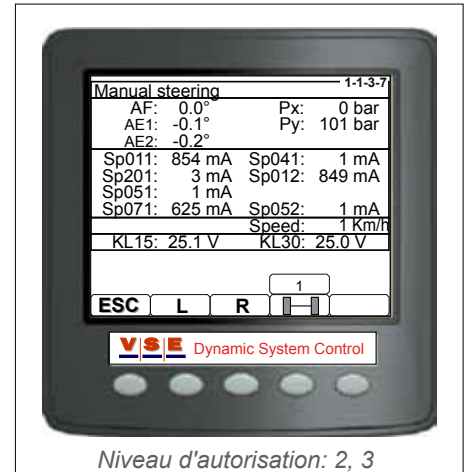 1-1-3-7
Manual steering
AF: 0.0° Px: 0 bar
AE1: -0.1° Py: 101 bar
AE2: -0.2°
Sp011: 854 mA Sp041: 1 mA
Sp201: 3 mA Sp012: 849 mA
Sp051: 1 mA
Sp071: 625 mA Sp052: 1 mA
Speed: 1 Km/h
KL15: 25.1 V KL30: 25.0 V
1
ESC L R
VSE Dynamic System Control
Niveau d'autorisation: 2, 3